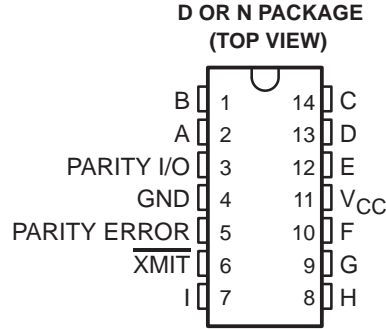 D OR N PACKAGE
(TOP VIEW)
B 1 14 C
A 2 13 D
PARITY I/O 3 12 E
GND 4 11 VCC
PARITY ERROR 5 10 F
XMIT 6 9 G
I 7 8 H